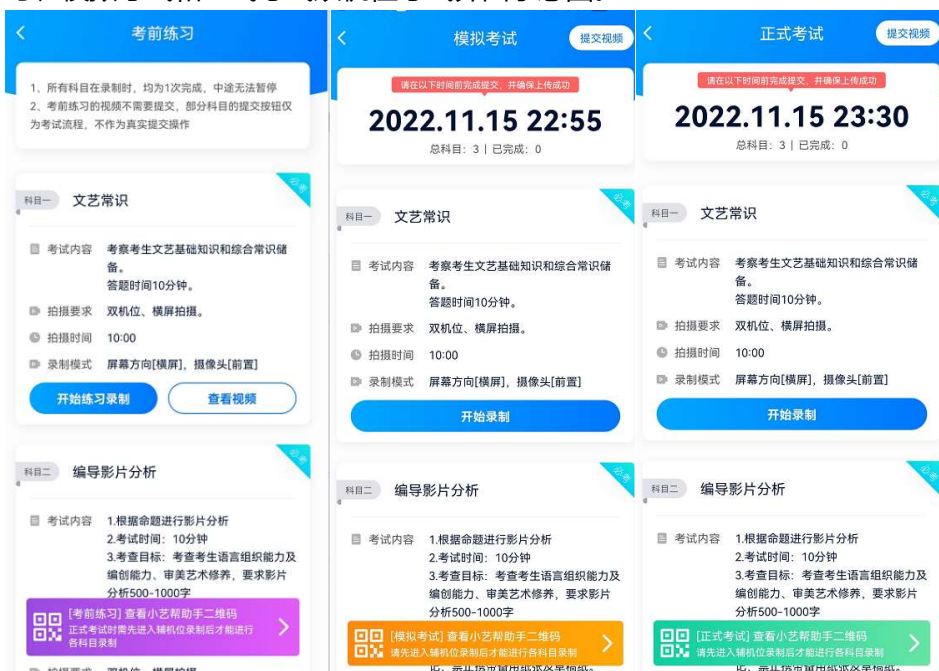 考前练习
1、所有科目在录制时，均为1次完成，中途无法暂停
2、考前练习的视频不需要提交，部分科目的提交按钮仅
为考试流程，不作为真实提交操作
必考
科目一 文艺常识
考试内容 考察考生文艺基础知识和综合常识储
备。
答题时间10分钟。
拍摄要求 双机位、横屏拍摄。
拍摄时间 10:00
录制模式 屏幕方向[横屏]，摄像头[前置]
开始练习录制 查看视频
必考
科目二 编导影片分析
考试内容 1.根据命题进行影片分析
2.考试时间：10分钟
3.考查目标：考查考生语言组织能力及
编创能力、审美艺术修养，要求影片
分析500-1000字
[考前练习] 查看小艺帮助手二维码
正式考试时需先进入辅机位录制后才能进行
各科目录制
模拟考试 提交视频
请在以下时间前完成提交，并确保上传成功
2022.11.15 22:55
总科目：3 | 已完成：0
必考
科目一 文艺常识
考试内容 考察考生文艺基础知识和综合常识储
备。
答题时间10分钟。
拍摄要求 双机位、横屏拍摄。
拍摄时间 10:00
录制模式 屏幕方向[横屏]，摄像头[前置]
开始录制
必考
科目二 编导影片分析
考试内容 1.根据命题进行影片分析
2.考试时间：10分钟
3.考查目标：考查考生语言组织能力及
编创能力、审美艺术修养，要求影片
分析500-1000字
[模拟考试] 查看小艺帮助手二维码
请先进入辅机位录制后才能进行各科目录制
正式考试 提交视频
请在以下时间前完成提交，并确保上传成功
2022.11.15 23:30
总科目：3 | 已完成：0
必考
科目一 文艺常识
考试内容 考察考生文艺基础知识和综合常识储
备。
答题时间10分钟。
拍摄要求 双机位、横屏拍摄。
拍摄时间 10:00
录制模式 屏幕方向[横屏]，摄像头[前置]
开始录制
必考
科目二 编导影片分析
考试内容 1.根据命题进行影片分析
2.考试时间：10分钟
3.考查目标：考查考生语言组织能力及
编创能力、审美艺术修养，要求影片
分析500-1000字
[正式考试] 查看小艺帮助手二维码
请先进入辅机位录制后才能进行各科目录制